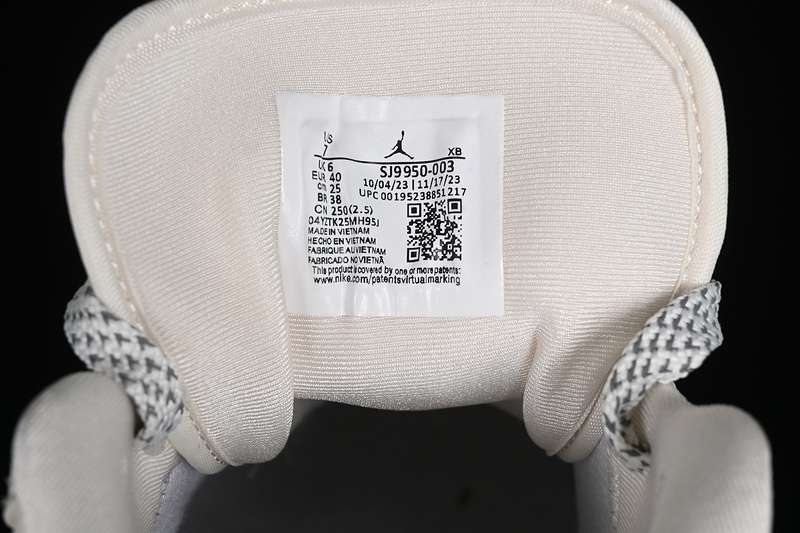 US
7 XB
UK 6 SJ9950-003
EUR 40 10/04/23 | 11/17/23
cm 25 UPC 00195238851217
BR 38
CN 250(2.5)
04YZTK25MH9SJ
MADE IN VIETNAM
HECHO EN VIETNAM
FABRIQUE AU VIETNAM
FABRICADO NO VIETNÃ
This product is covered by one or more patents:
www.nike.com/patentsvirtualmarking